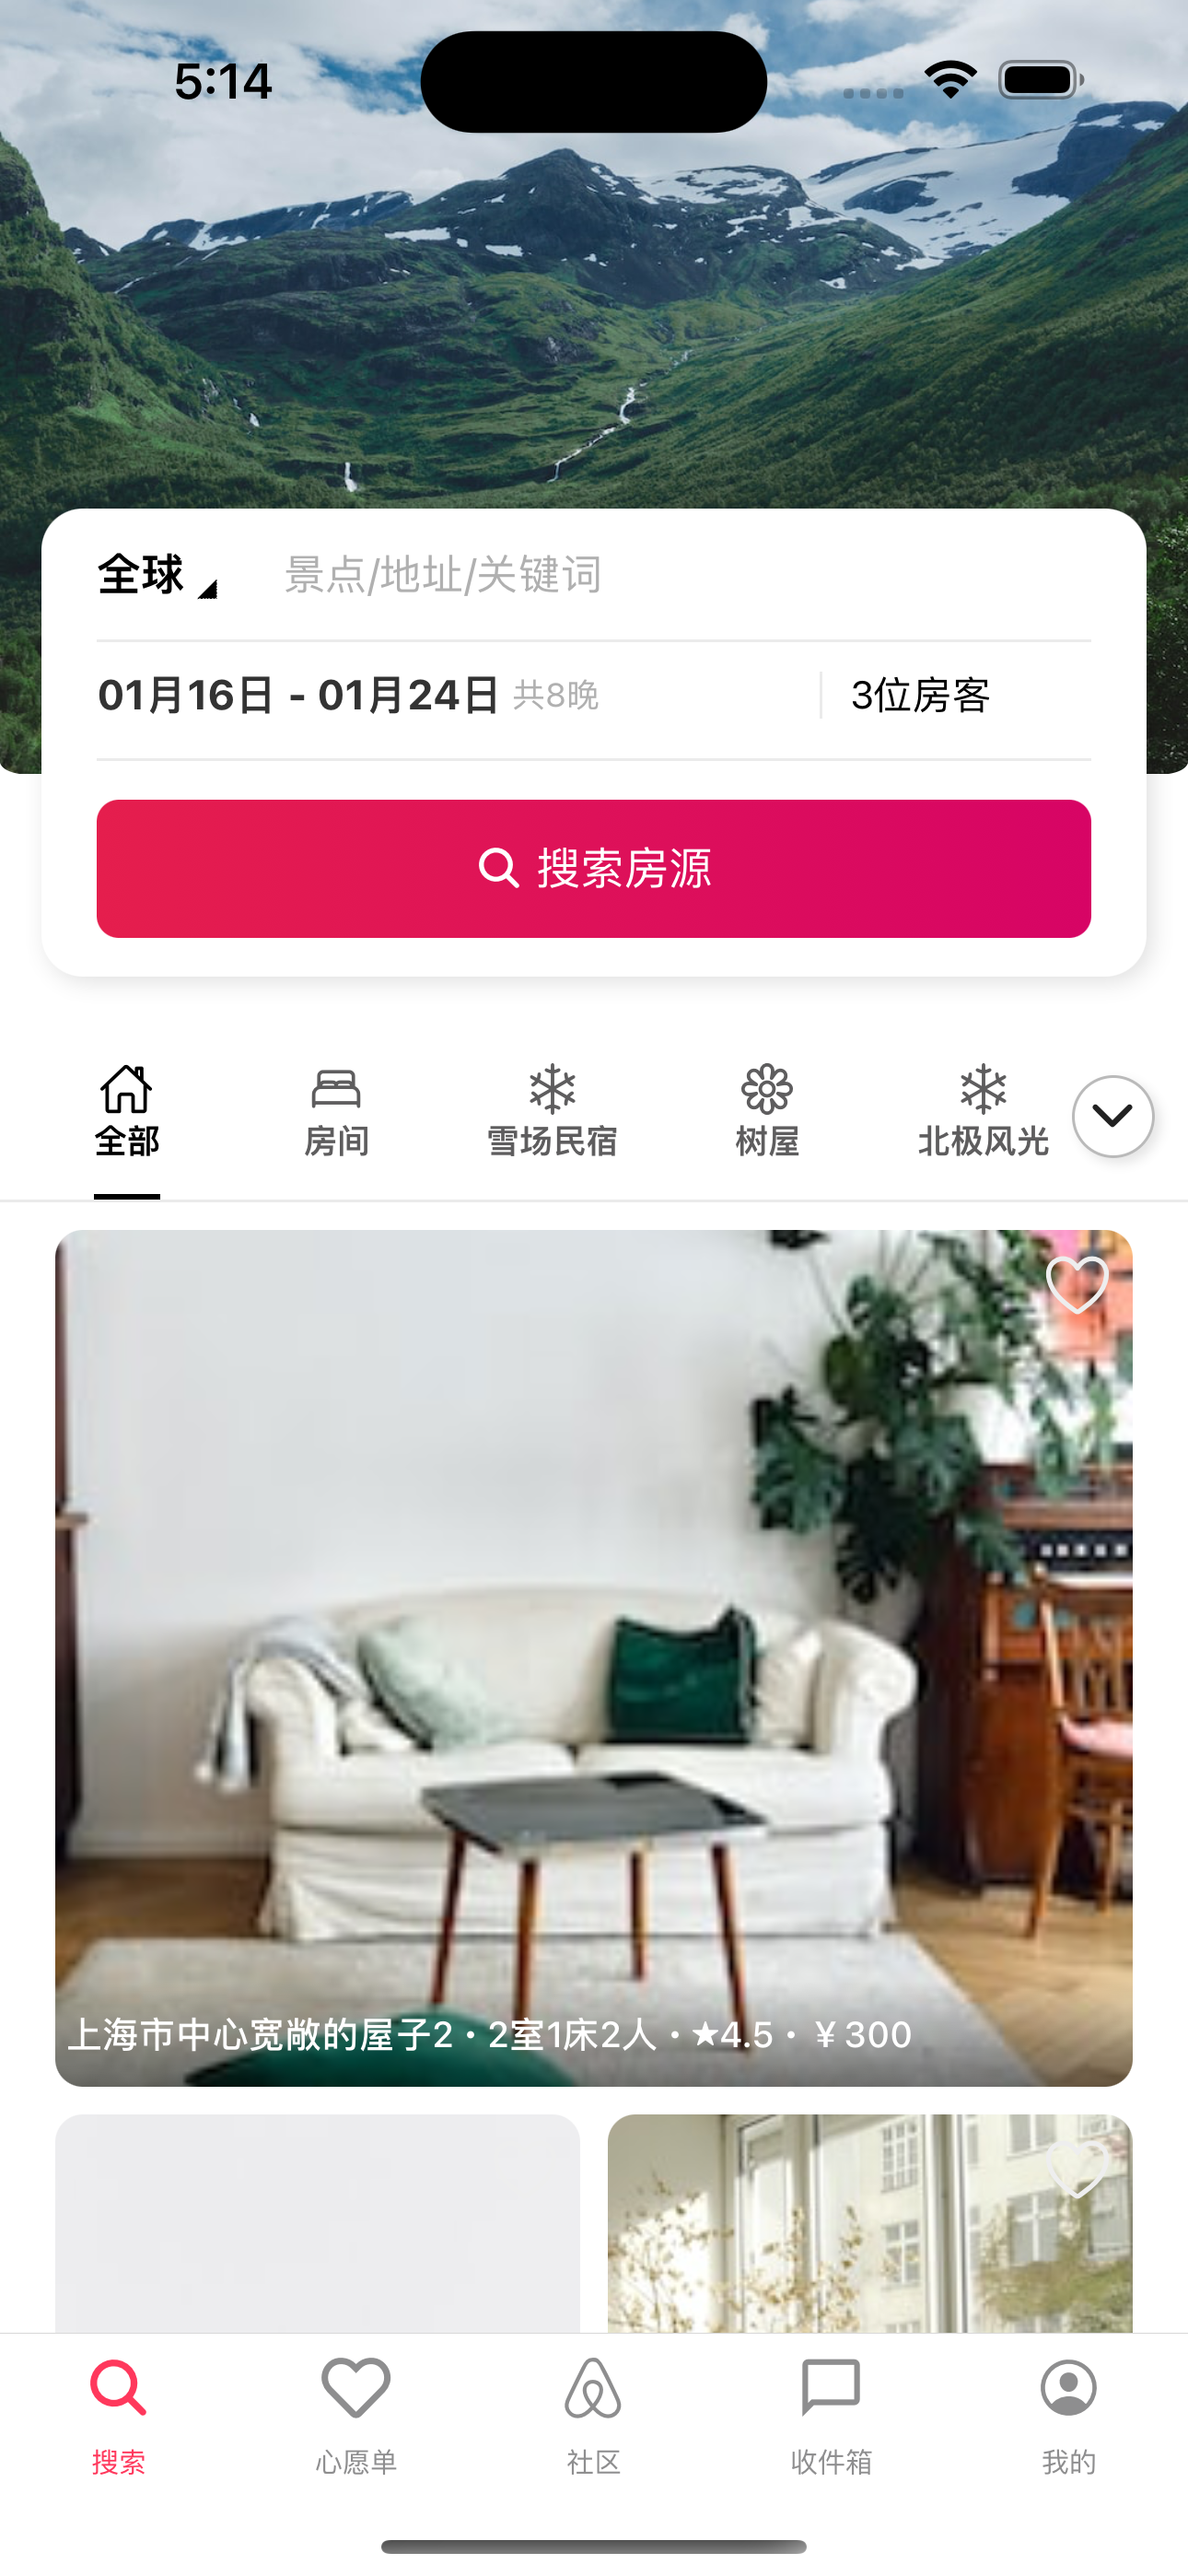 5:14
全球 景点/地址/关键词
01月16日 - 01月24日 共8晚 3位房客
搜索房源
全部 房间 雪场民宿 树屋 北极风光
上海市中心宽敞的屋子2 · 2室1床2人 · ★4.5 · ¥300
搜索 心愿单 社区 收件箱 我的